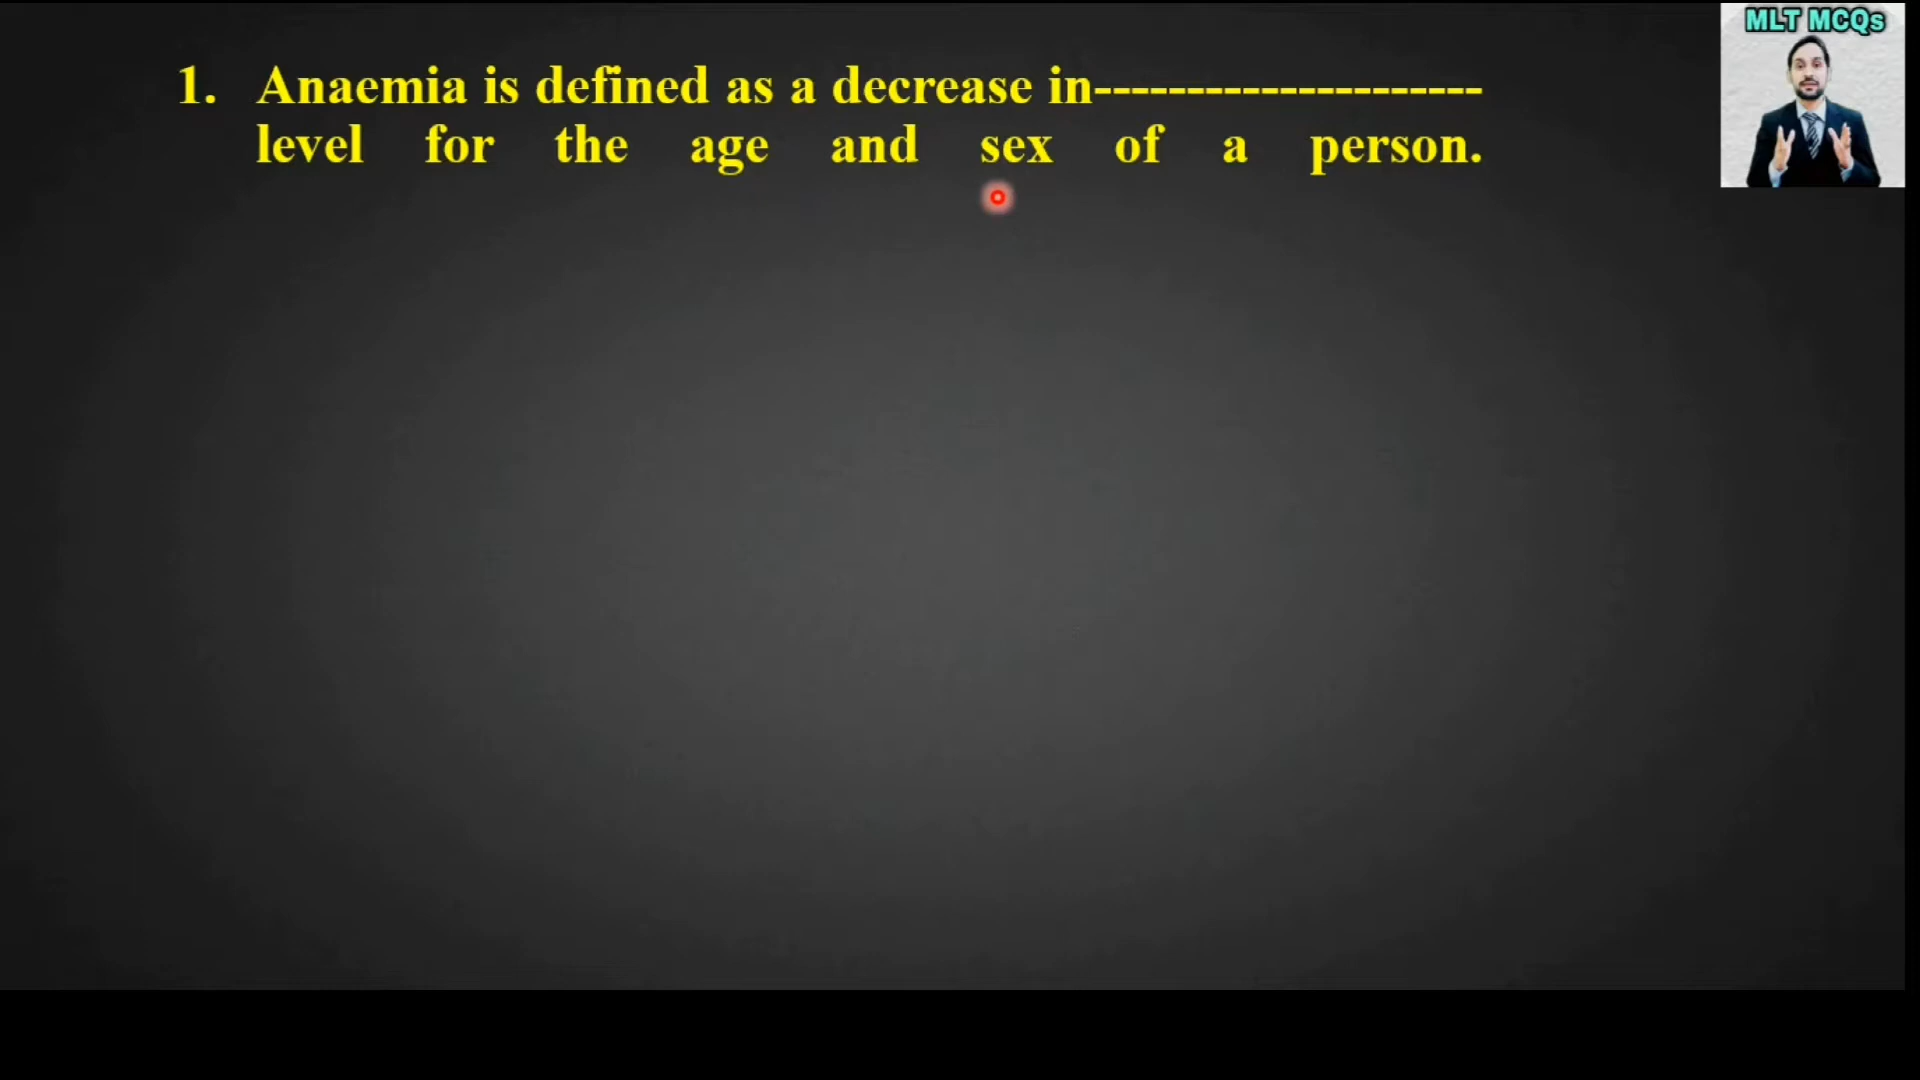 MLT MCQs
1. Anaemia is defined as a decrease in---------------------
level for the age and sex of a person.